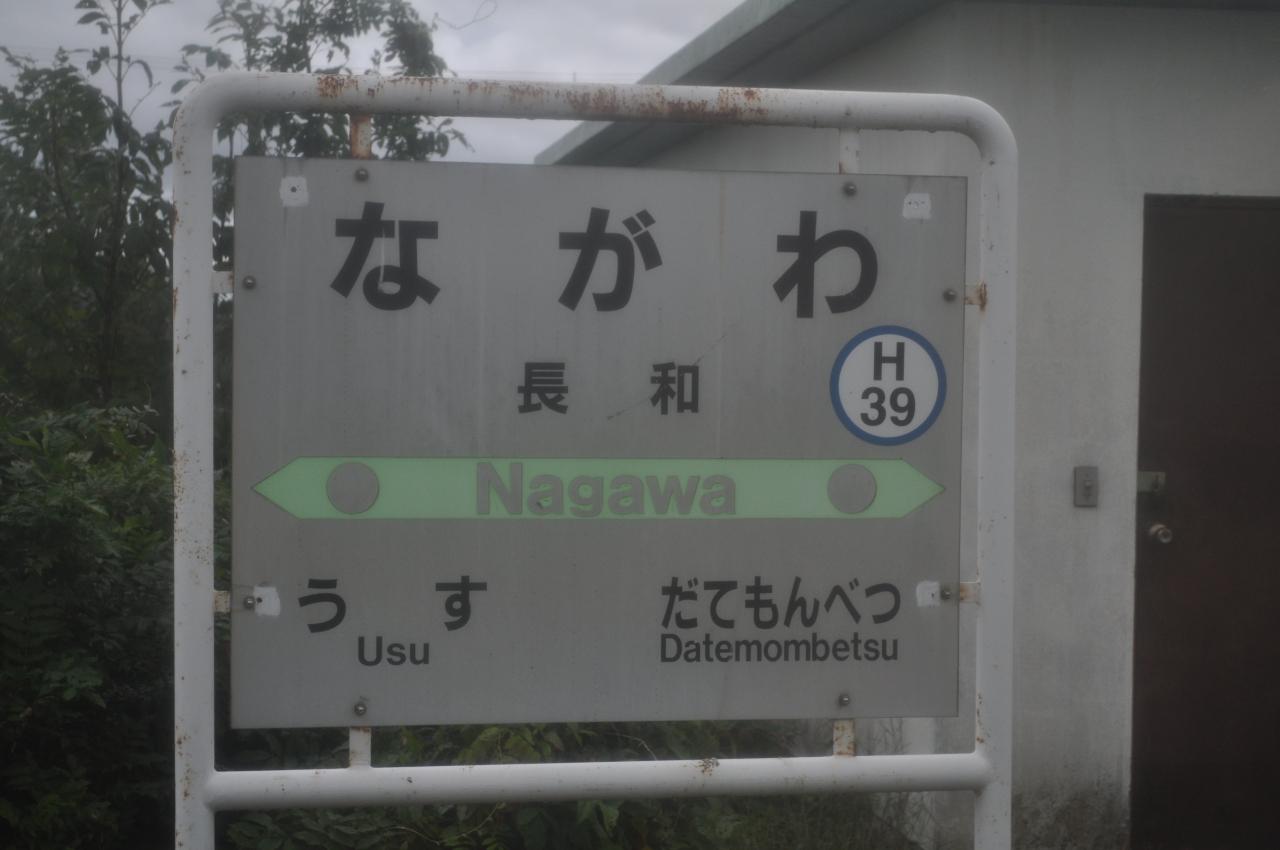 ながわ
長和
H
39
Nagawa
うす
Usu
だてもんべつ
Datemombetsu